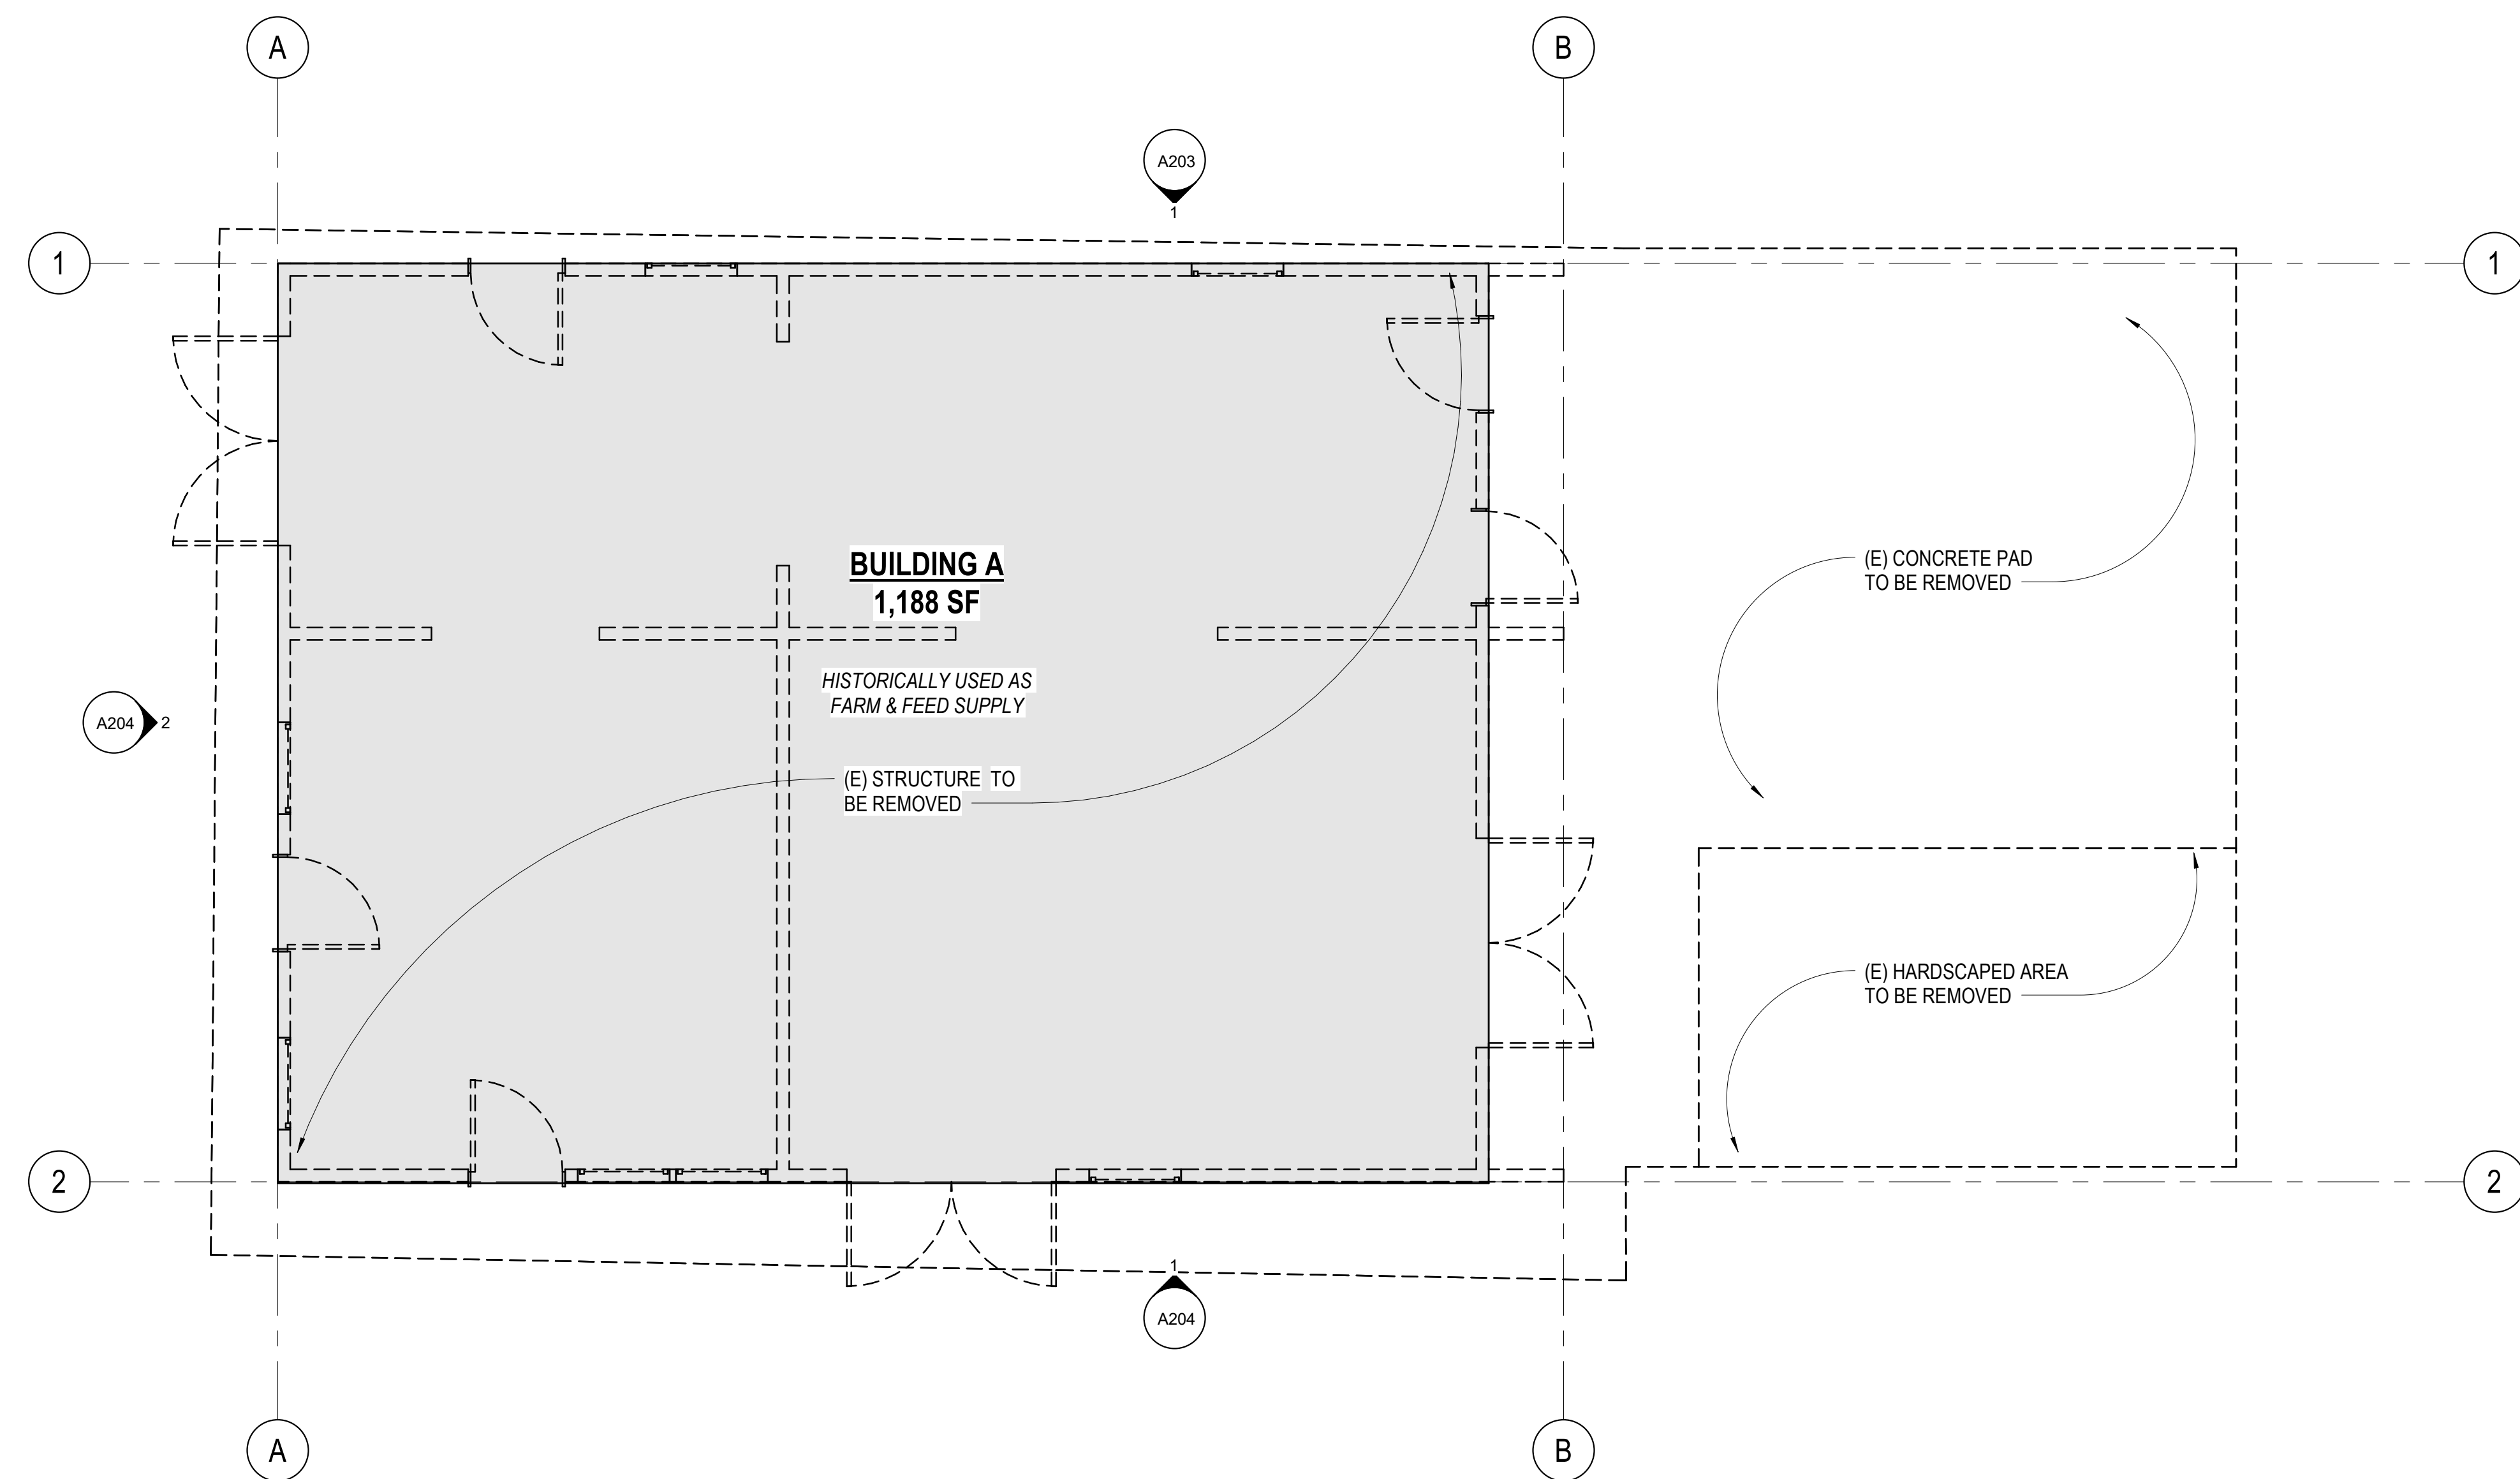 A
B
A203
1
1
1
BUILDING A
1,188 SF
(E) CONCRETE PAD
TO BE REMOVED
HISTORICALLY USED AS
FARM & FEED SUPPLY
A204
2
(E) STRUCTURE TO
BE REMOVED
(E) HARDSCAPED AREA
TO BE REMOVED
2
2
1
A204
A
B